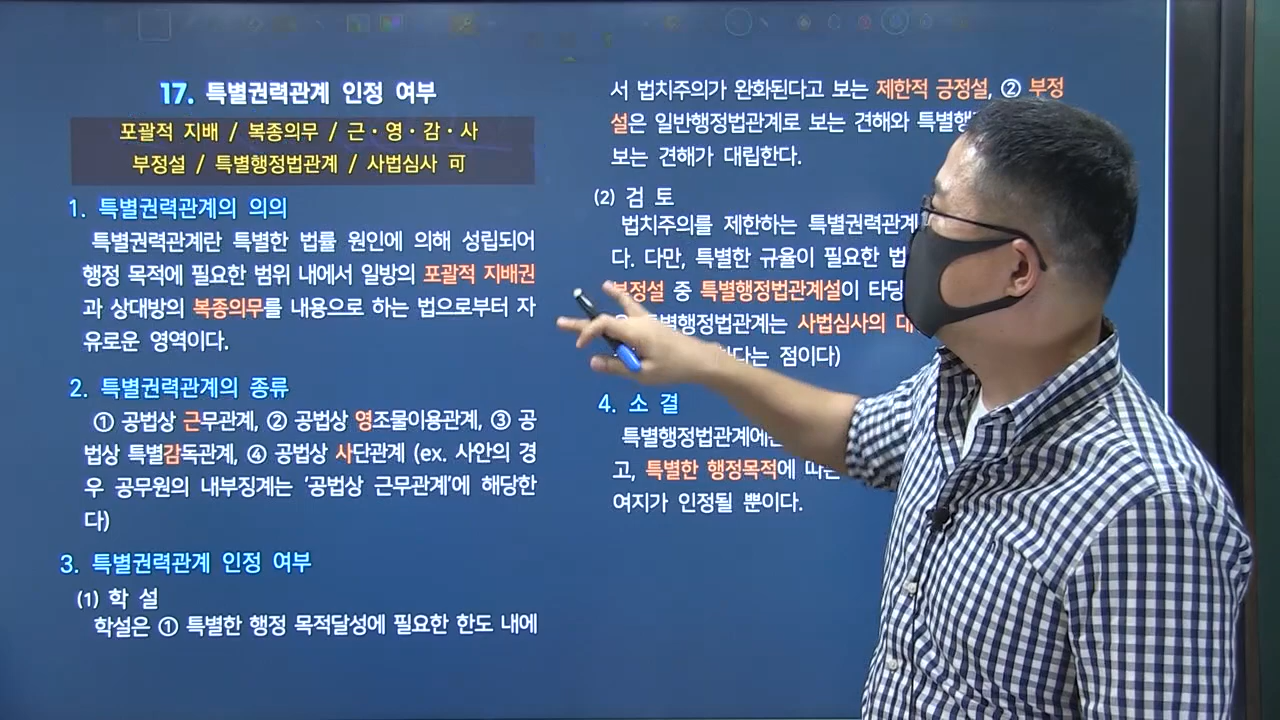 17. 특별권력관계 인정 여부
포괄적 지배 / 복종의무 / 근·영·감·사
부정설 / 특별행정법관계 / 사법심사 可
1. 특별권력관계의 의의
특별권력관계란 특별한 법률 원인에 의해 성립되어
행정 목적에 필요한 범위 내에서 일방의 포괄적 지배권
과 상대방의 복종의무를 내용으로 하는 법으로부터 자
유로운 영역이다.
2. 특별권력관계의 종류
① 공법상 근무관계, ② 공법상 영조물이용관계, ③ 공
법상 특별감독관계, ④ 공법상 사단관계 (ex. 사안의 경
우 공무원의 내부징계는 '공법상 근무관계'에 해당한
다)
3. 특별권력관계 인정 여부
(1) 학 설
학설은 ① 특별한 행정 목적달성에 필요한 한도 내에
서 법치주의가 완화된다고 보는 제한적 긍정설, ② 부정
설은 일반행정법관계로 보는 견해와
보는 견해가 대립한다.
(2) 검 토
법치주의를 제한하는 특별권력관계
다. 다만, 특별한 규율이 필요한
부정설 중 특별행정법관계설이
특별행정법관계는 사법심사의
다는 점이다)
4. 소 결
특별행정법관계에
고, 특별한 행정목적에
여지가 인정될 뿐이다.